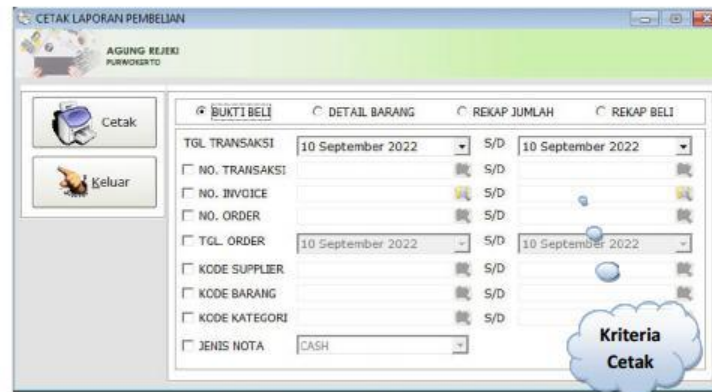 CETAK LAPORAN PEMBELIAN
AGUNG REJEKI
PURWOKERTO
Cetak
Keluar
BUKTI BELI DETAIL BARANG REKAP JUMLAH REKAP BELI
TGL TRANSAKSI 10 September 2022 S/D 10 September 2022
NO. TRANSAKSI S/D
NO. INVOICE S/D
NO. ORDER S/D
TGL. ORDER 10 September 2022 S/D 10 September 2022
KODE SUPPLIER S/D
KODE BARANG S/D
KODE KATEGORI S/D
JENIS NOTA CASH
Kriteria
Cetak